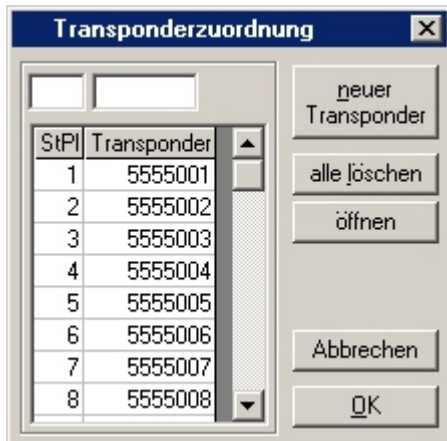 Transponderzuordnung
StPl Transponder
1 5555001
2 5555002
3 5555003
4 5555004
5 5555005
6 5555006
7 5555007
8 5555008
neuer
Transponder
alle löschen
öffnen
Abbrechen
OK